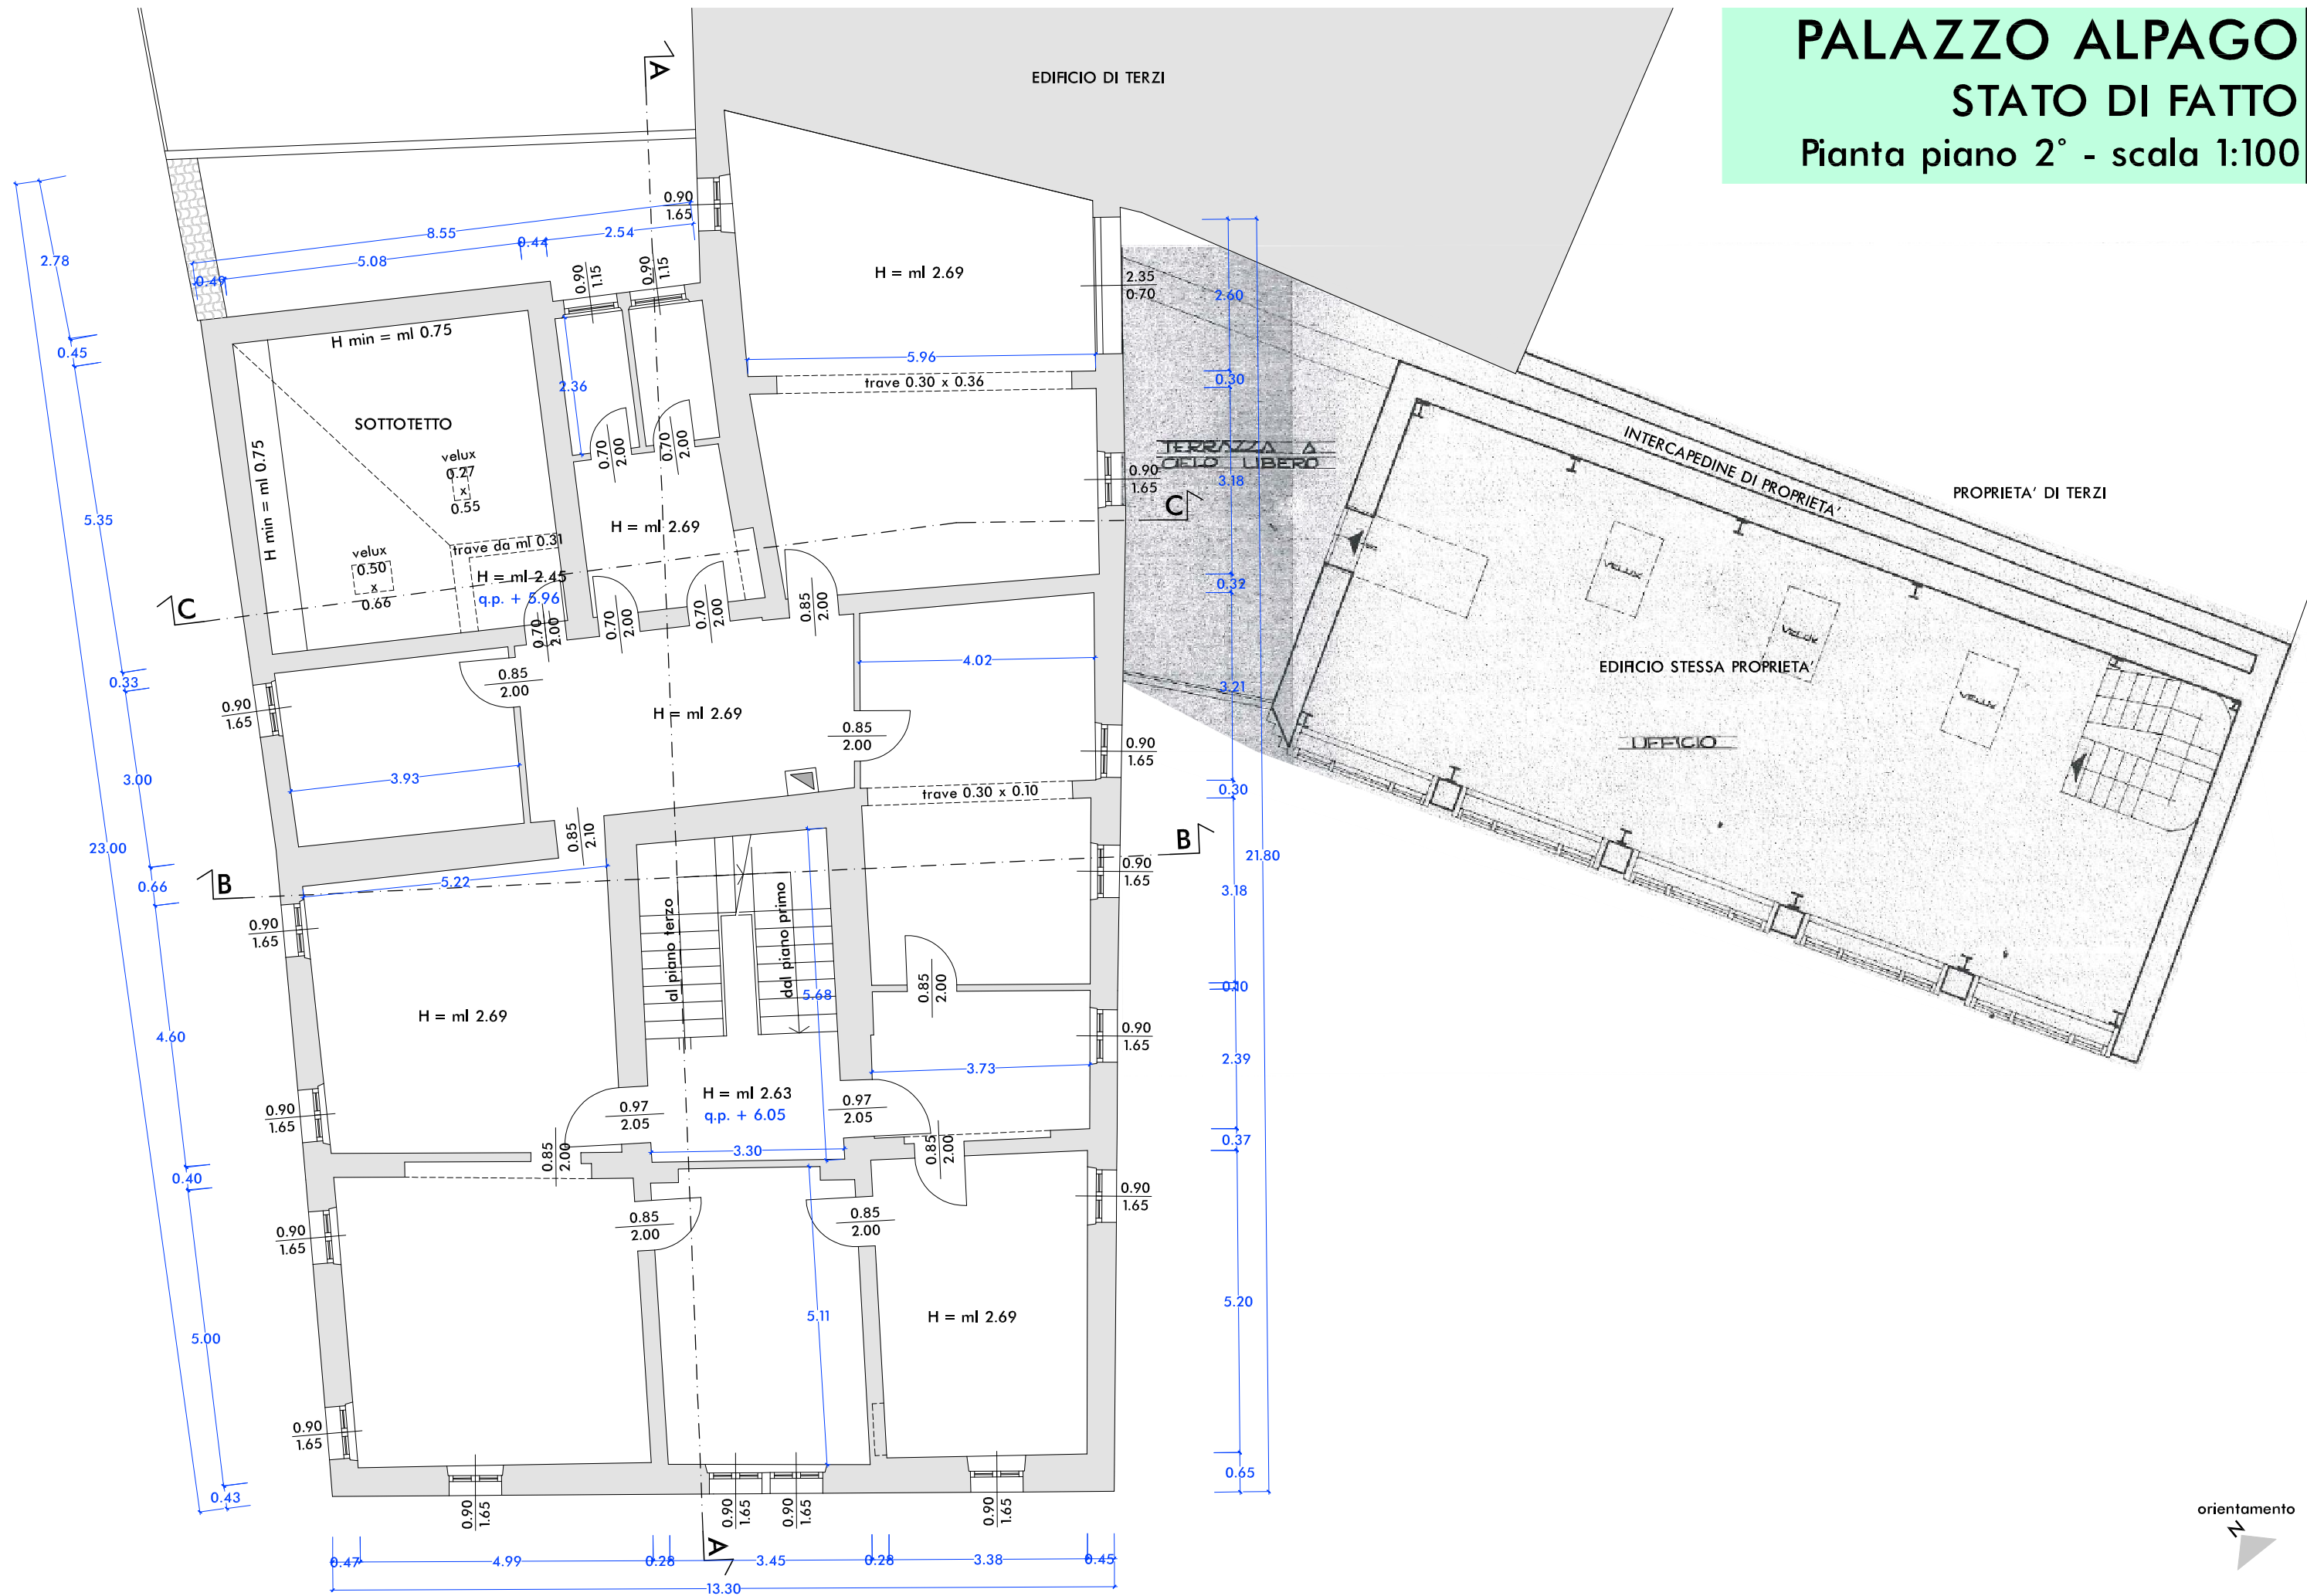 PALAZZO ALPAGO
STATO DI FATTO
Pianta piano 2° - scala 1:100
EDIFICIO DI TERZI
A
0.90
1.65
8.55
0.44
2.54
5.08
0.49
2.78
0.45
0.90
1.15
0.90
1.15
H = ml 2.69
2.35
0.70
2.60
H min = ml 0.75
5.96
trave 0.30 x 0.36
0.30
2.36
SOTTOTETTO
H min = ml 0.75
velux
0.27
x
0.55
0.70
2.00
0.70
2.00
TERRAZZA A
CIELO LIBERO
0.90
1.65
3.18
C
INTERCAPEDINE DI PROPRIETA'
PROPRIETA' DI TERZI
5.35
H = ml 2.69
trave da ml 0.31
velux
0.50
x
0.66
H = ml 2.45
q.p. + 5.96
C
0.70
2.00
0.70
2.00
0.70
2.00
0.85
2.00
0.32
VELUX
VELUX
VELUX
EDIFICIO STESSA PROPRIETA'
UFFICIO
0.33
0.85
2.00
4.02
3.21
0.90
1.65
H = ml 2.69
0.85
2.00
0.90
1.65
3.00
3.93
trave 0.30 x 0.10
0.30
23.00
0.85
2.10
B
21.80
0.66
B
5.22
0.90
1.65
3.18
0.90
1.65
al piano terzo
dal piano primo
5.68
0.85
2.00
0.10
H = ml 2.69
4.60
0.90
1.65
2.39
3.73
H = ml 2.63
q.p. + 6.05
0.97
2.05
0.97
2.05
0.90
1.65
0.37
3.30
0.85
2.00
0.85
2.00
0.40
0.90
1.65
0.85
2.00
0.85
2.00
0.90
1.65
5.20
5.11
H = ml 2.69
5.00
0.90
1.65
0.65
0.43
0.90
1.65
0.90
1.65
0.90
1.65
0.90
1.65
A
0.47
4.99
0.28
3.45
0.28
3.38
0.45
13.30
orientamento
N